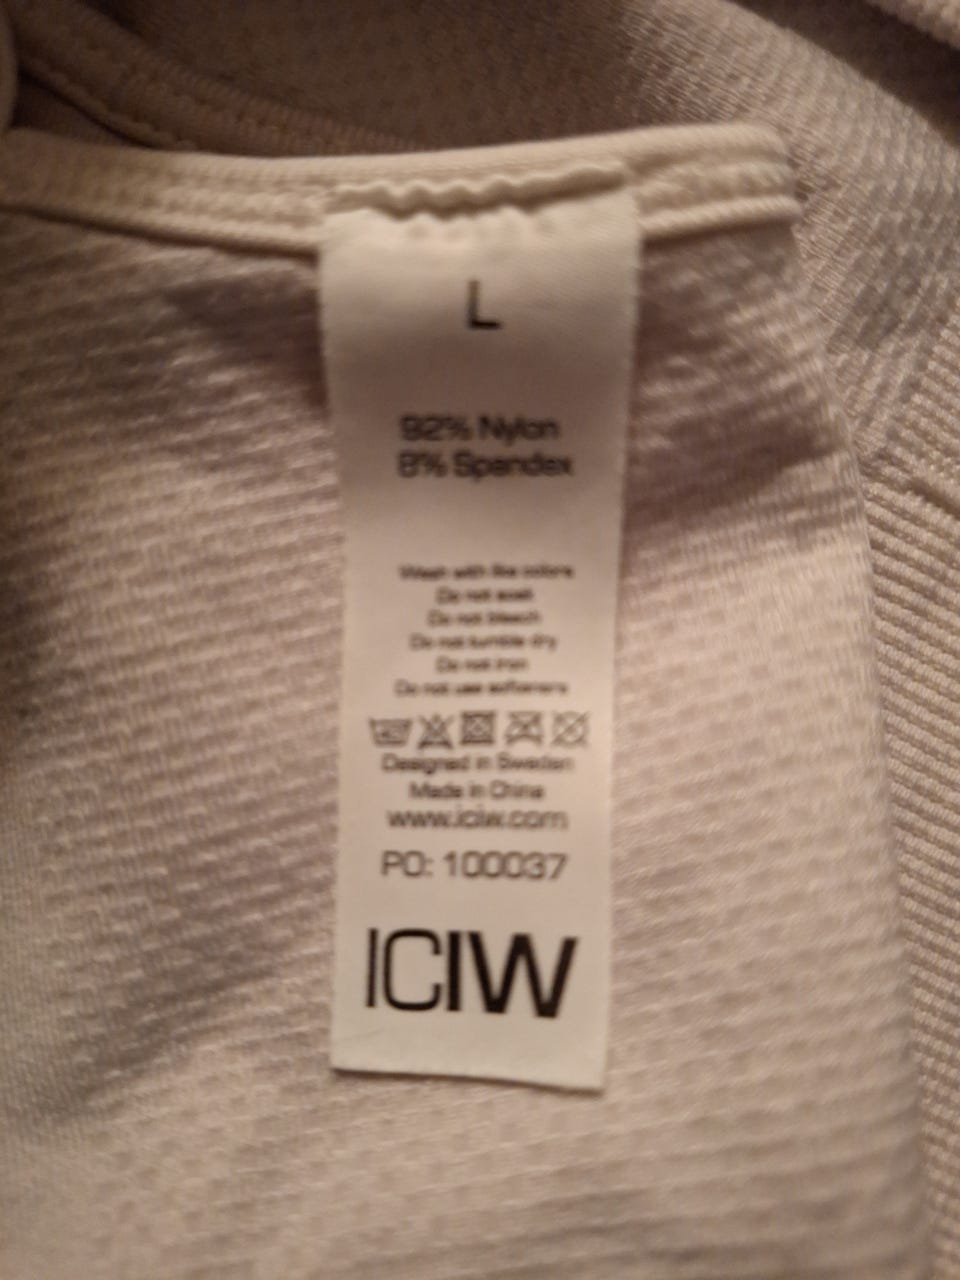 L
92% Nylon
8% Spandex
Wash with like colors
Do not soak
Do not bleach
Do not tumble dry
Do not iron
Do not use softeners
Designed in Sweden
Made in China
www.iciw.com
PO: 100037
ICIW